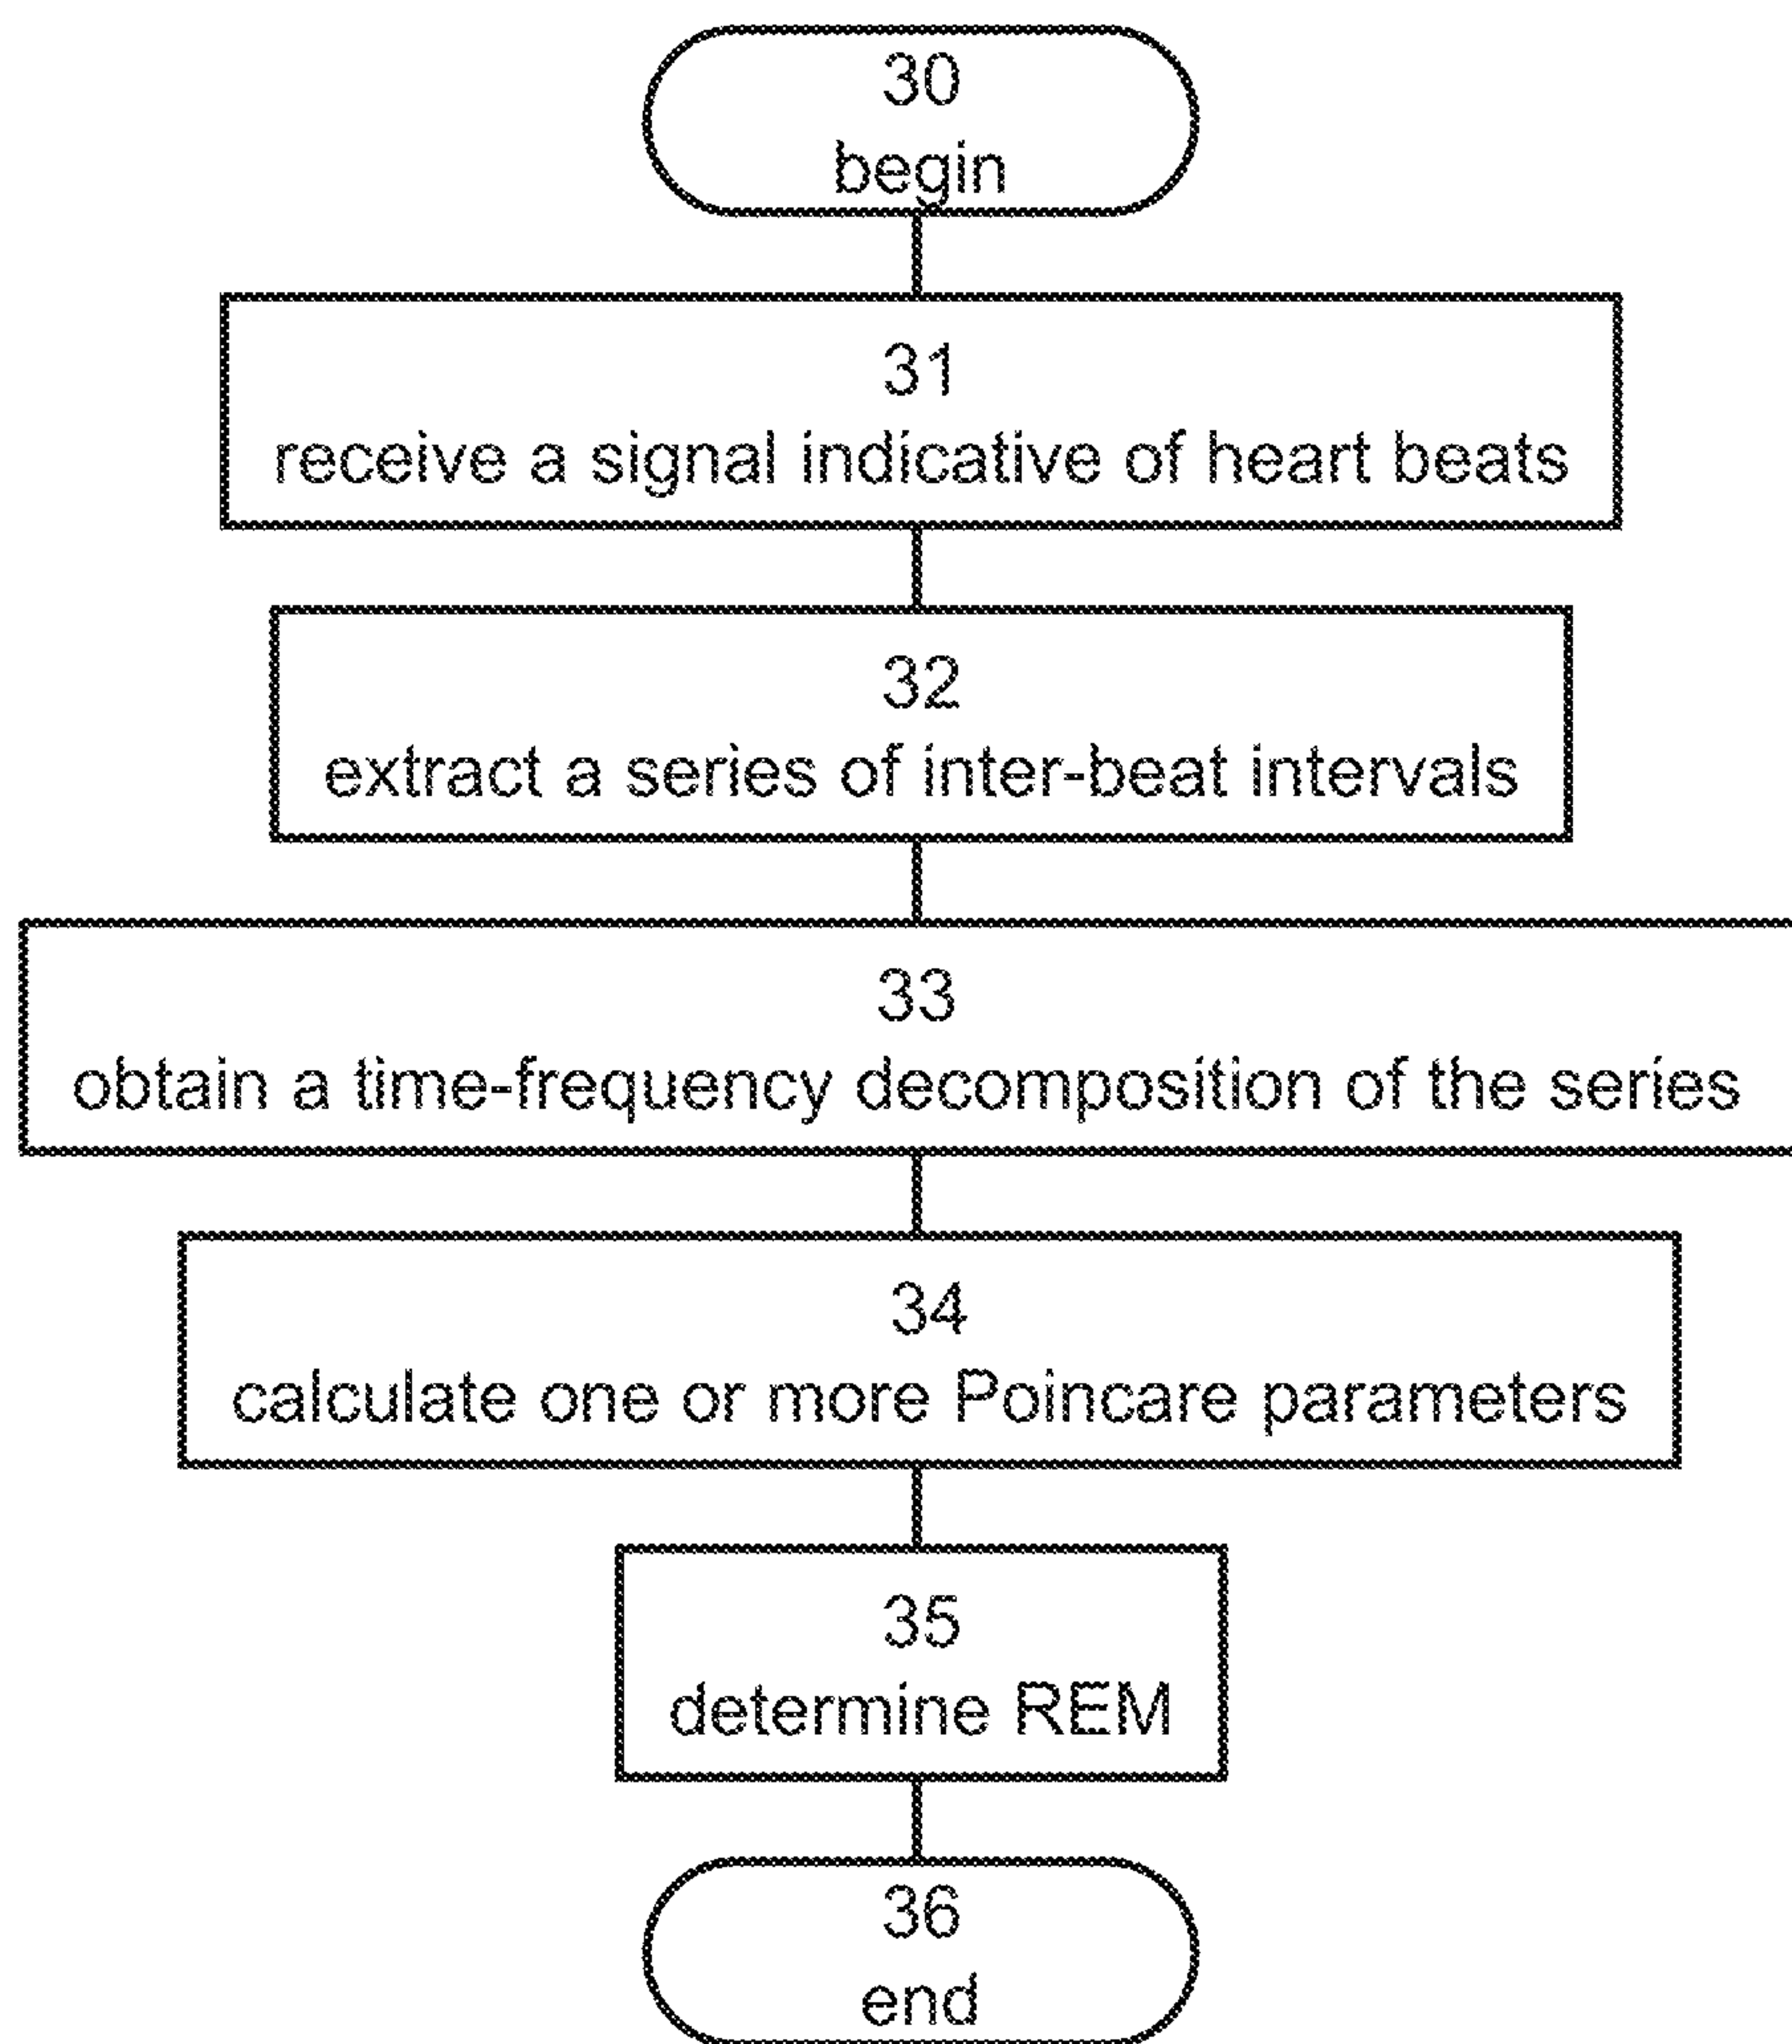 30
begin
31
receive a signal indicative of heart beats
32
extract a series of inter-beat intervals
33
obtain a time-frequency decomposition of the series
34
calculate one or more Poincare parameters
35
determine REM
36
end